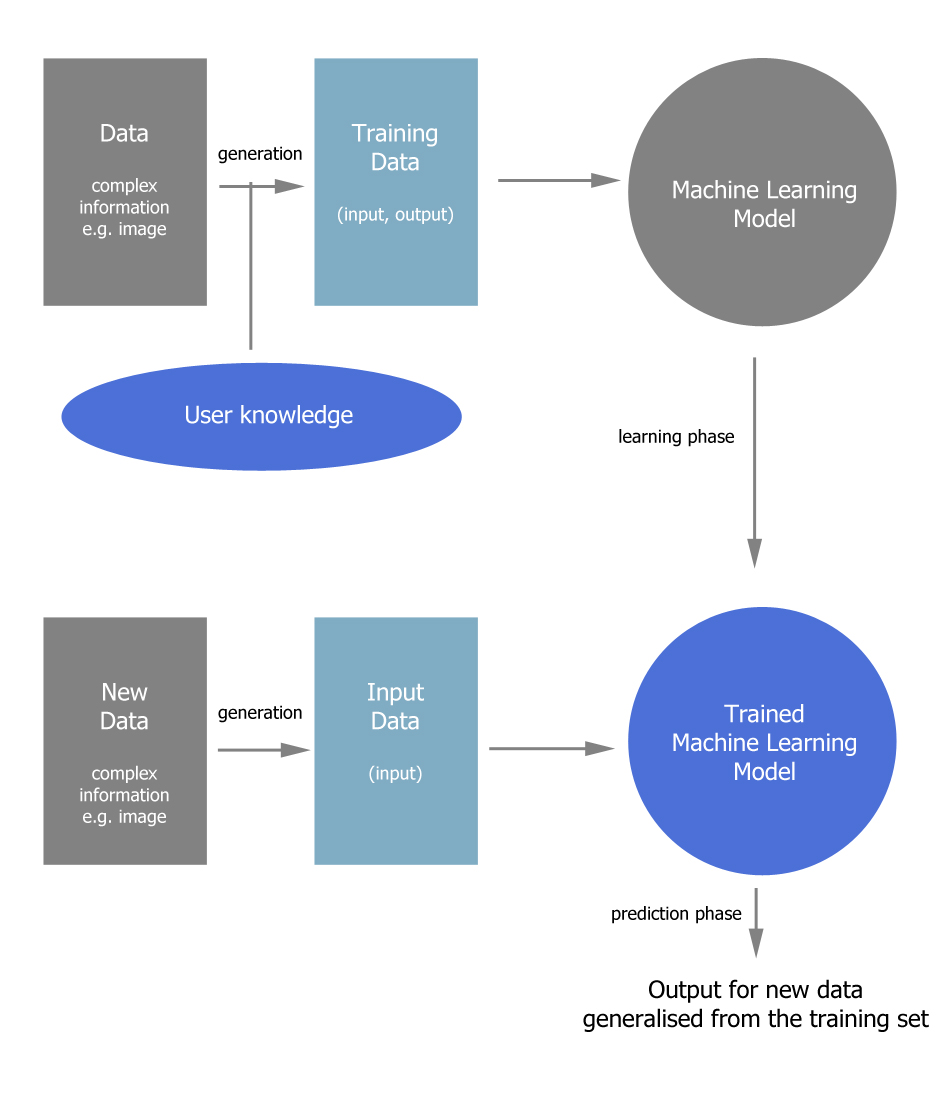 Data
complex
information
e.g. image
generation
Training
Data
(input, output)
Machine Learning
Model
User knowledge
learning phase
New
Data
complex
information
e.g. image
generation
Input
Data
(input)
Trained
Machine Learning
Model
prediction phase
Output for new data
generalised from the training set